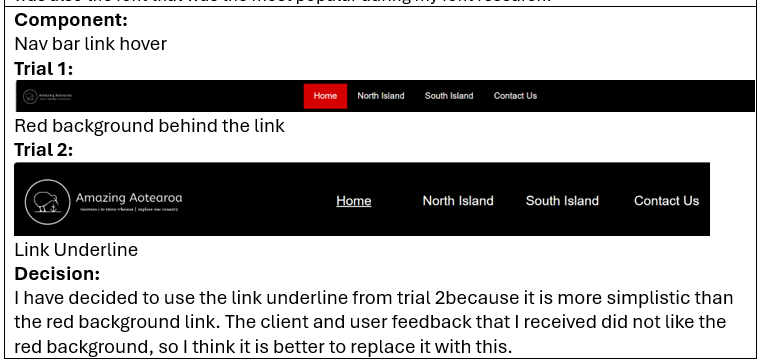 was also the font that was the most popular during my font research.
Component:
Nav bar link hover
Trial 1:
Amazing Aotearoa
Home North Island South Island Contact Us
Red background behind the link
Trial 2:
Amazing Aotearoa
Home North Island South Island Contact Us
Link Underline
Decision:
I have decided to use the link underline from trial 2because it is more simplistic than
the red background link. The client and user feedback that I received did not like the
red background, so I think it is better to replace it with this.